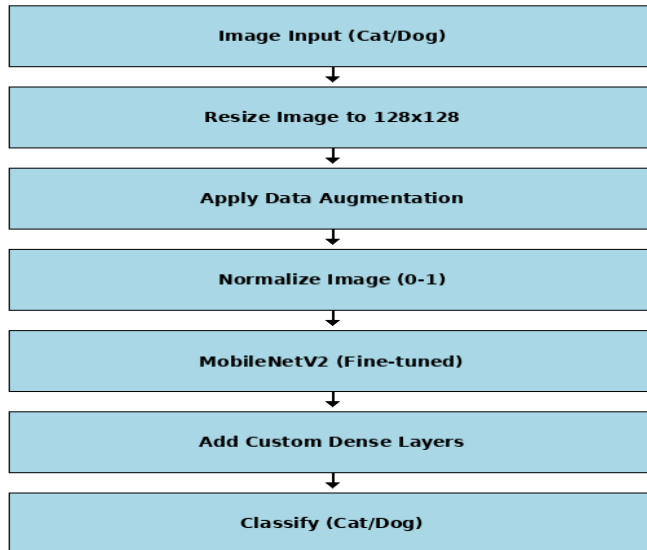 Image Input (Cat/Dog)
Resize Image to 128x128
Apply Data Augmentation
Normalize Image (0-1)
MobileNetV2 (Fine-tuned)
Add Custom Dense Layers
Classify (Cat/Dog)